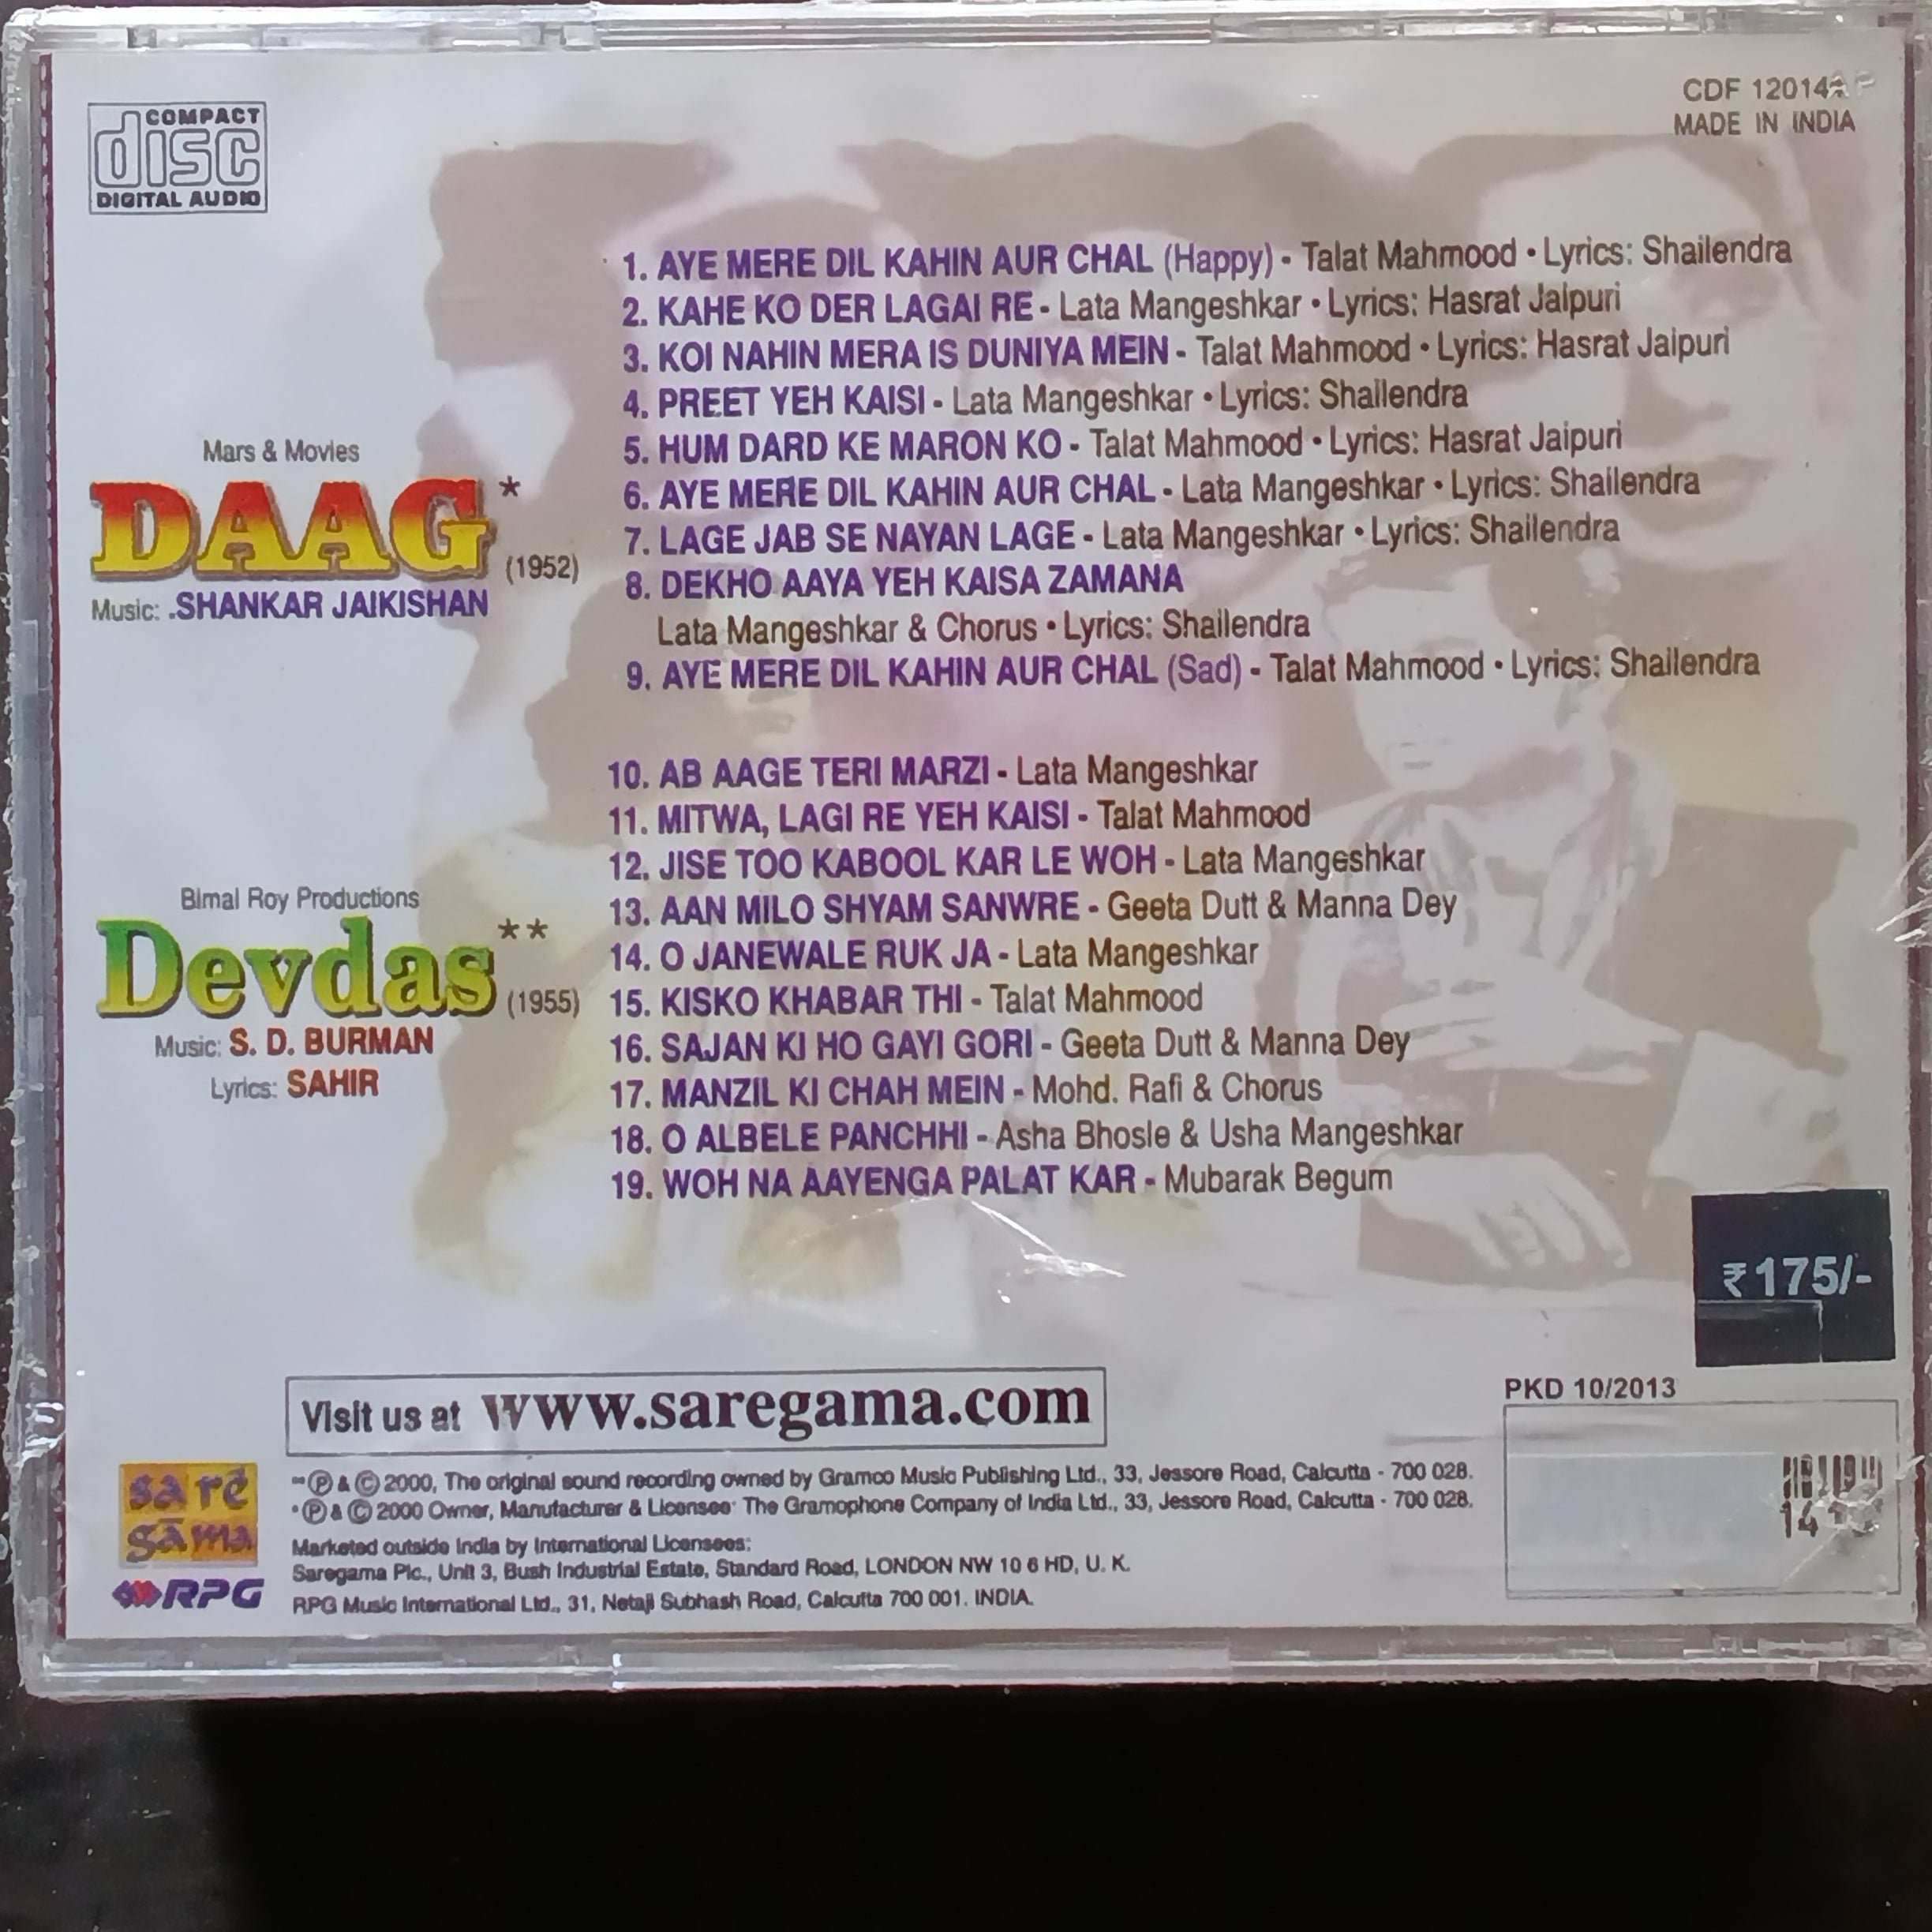 COMPACT
disc
DIGITAL AUDIO
CDF 12014
MADE IN INDIA
1. AYE MERE DIL KAHIN AUR CHAL (Happy) - Talat Mahmood • Lyrics: Shailendra
2. KAHE KO DER LAGAI RE - Lata Mangeshkar • Lyrics: Hasrat Jaipuri
3. KOI NAHIN MERA IS DUNIYA MEIN - Talat Mahmood • Lyrics: Hasrat Jaipuri
4. PREET YEH KAISI - Lata Mangeshkar • Lyrics: Shailendra
5. HUM DARD KE MARON KO - Talat Mahmood • Lyrics: Hasrat Jaipuri
6. AYE MERE DIL KAHIN AUR CHAL - Lata Mangeshkar • Lyrics: Shailendra
7. LAGE JAB SE NAYAN LAGE - Lata Mangeshkar • Lyrics: Shailendra
8. DEKHO AAYA YEH KAISA ZAMANA
Lata Mangeshkar & Chorus • Lyrics: Shailendra
9. AYE MERE DIL KAHIN AUR CHAL (Sad) - Talat Mahmood • Lyrics: Shailendra
Mars & Movies
DAAG*
(1952)
Music: .SHANKAR JAIKISHAN
10. AB AAGE TERI MARZI - Lata Mangeshkar
11. MITWA, LAGI RE YEH KAISI - Talat Mahmood
12. JISE TOO KABOOL KAR LE WOH - Lata Mangeshkar
13. AAN MILO SHYAM SANWRE - Geeta Dutt & Manna Dey
14. O JANEWALE RUK JA - Lata Mangeshkar
15. KISKO KHABAR THI - Talat Mahmood
16. SAJAN KI HO GAYI GORI - Geeta Dutt & Manna Dey
17. MANZIL KI CHAH MEIN - Mohd. Rafi & Chorus
18. O ALBELE PANCHHI - Asha Bhosle & Usha Mangeshkar
19. WOH NA AAYENGA PALAT KAR - Mubarak Begum
Bimal Roy Productions
Devdas**
(1955)
Music: S. D. BURMAN
Lyrics: SAHIR
₹175/-
PKD 10/2013
Visit us at www.saregama.com
sa re
gāma
RPG
**Ⓟ & © 2000, The original sound recording owned by Gramco Music Publishing Ltd., 33, Jessore Road, Calcutta - 700 028.
*Ⓟ & © 2000 Owner, Manufacturer & Licensee: The Gramophone Company of India Ltd., 33, Jessore Road, Calcutta - 700 028.
Marketed outside India by International Licensees:
Saregama Plc., Unit 3, Bush Industrial Estate, Standard Road, LONDON NW 10 6 HD, U. K.
RPG Music International Ltd., 31, Netaji Subhash Road, Calcutta 700 001. INDIA.